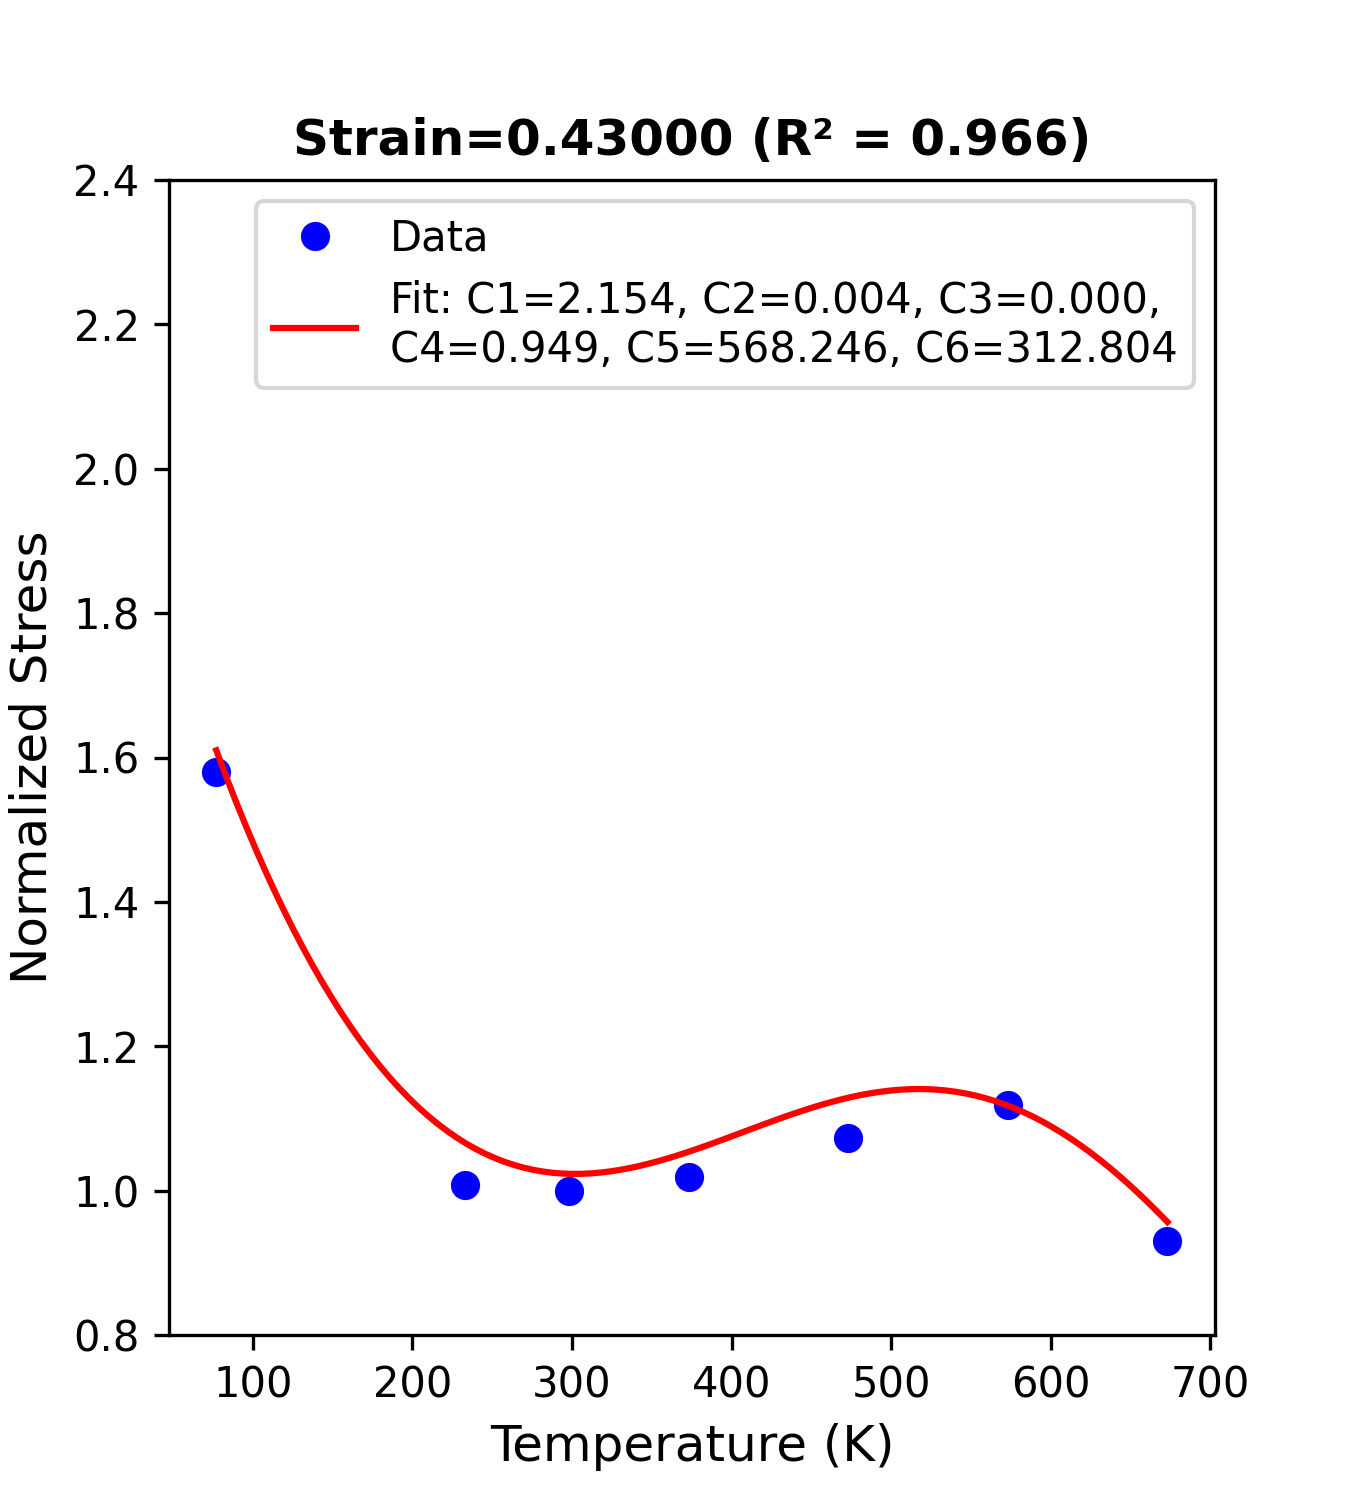 Strain=0.43000 (R² = 0.966)
Data
Fit: C1=2.154, C2=0.004, C3=0.000,
C4=0.949, C5=568.246, C6=312.804
Normalized Stress
2.4
2.2
2.0
1.8
1.6
1.4
1.2
1.0
0.8
100 200 300 400 500 600 700
Temperature (K)